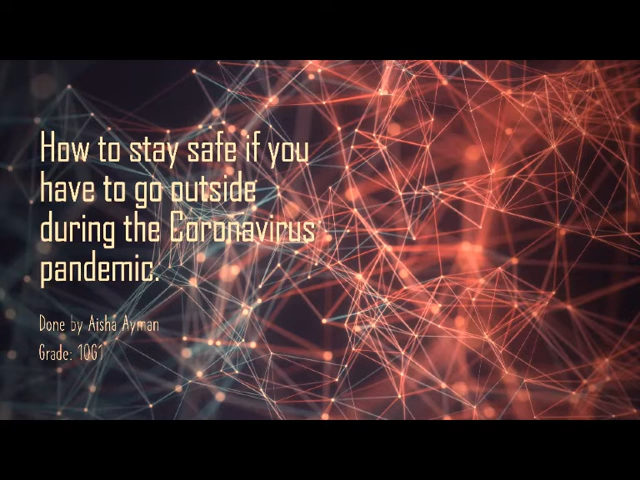 How to stay safe if you
have to go outside
during the Coronavirus
pandemic.
Done by Aisha Ayman
Grade: 10G1